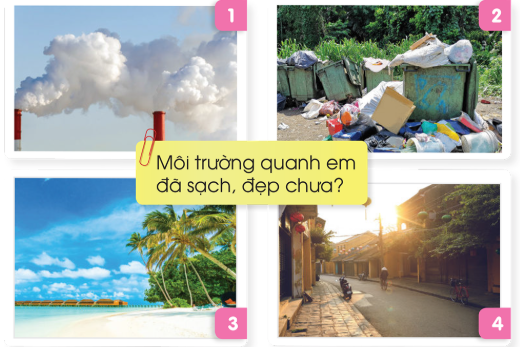 1
2
Môi trường quanh em
đã sạch, đẹp chưa?
3
4